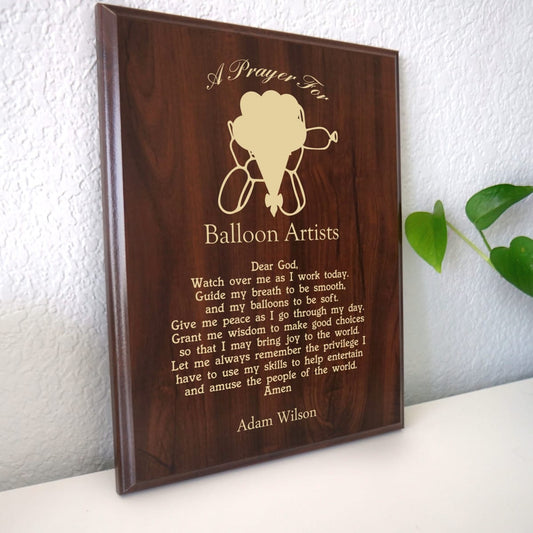 A Prayer For
Balloon Artists
Dear God,
Watch over me as I work today.
Guide my breath to be smooth,
and my balloons to be soft.
Give me peace as I go through my day.
Grant me wisdom to make good choices
so that I may bring joy to the world.
Let me always remember the privilege I
have to use my skills to help entertain
and amuse the people of the world.
Amen
Adam Wilson